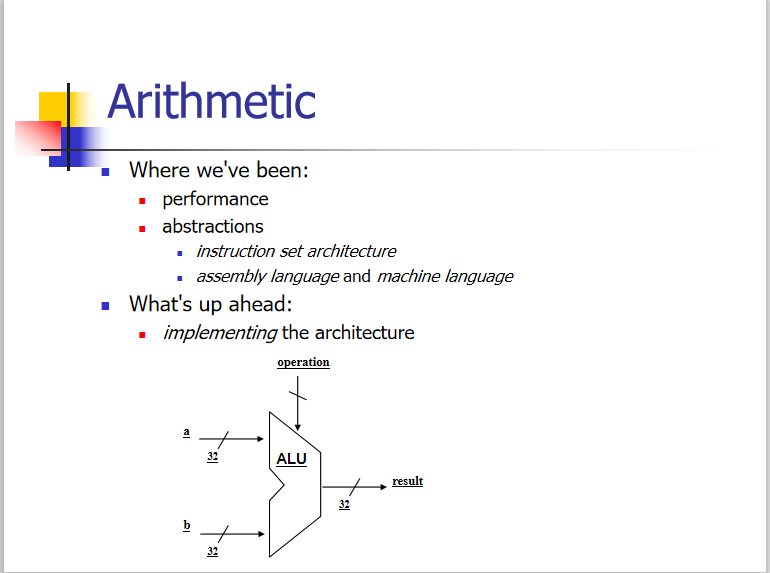 Arithmetic
Where we've been:
performance
abstractions
instruction set architecture
assembly language and machine language
What's up ahead:
implementing the architecture
operation
a
32
ALU
result
32
b
32